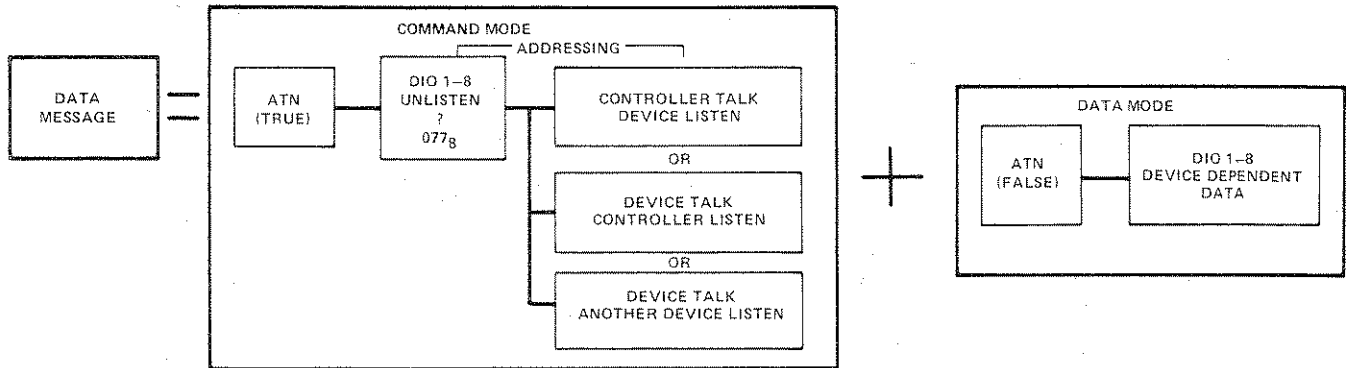 COMMAND MODE
ADDRESSING
DATA
MESSAGE
=
ATN
(TRUE)
DIO 1–8
UNLISTEN
?
077₈
CONTROLLER TALK
DEVICE LISTEN
OR
DEVICE TALK
CONTROLLER LISTEN
OR
DEVICE TALK
ANOTHER DEVICE LISTEN
+
DATA MODE
ATN
(FALSE)
DIO 1–8
DEVICE DEPENDENT
DATA